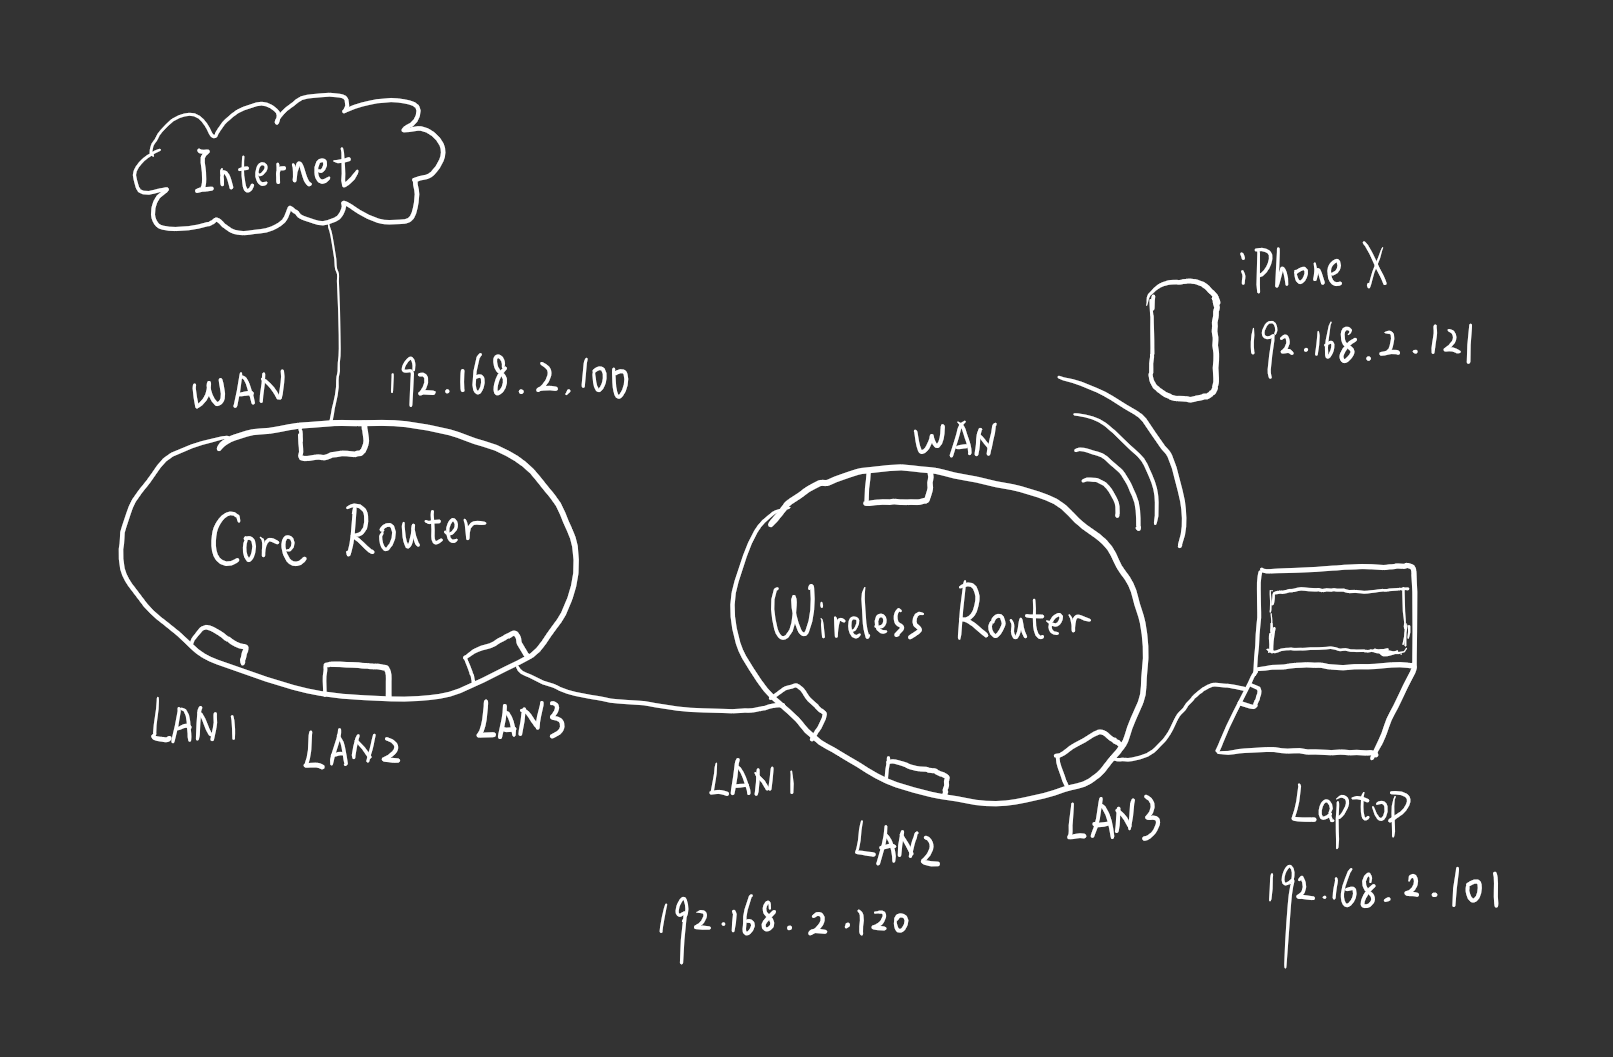 Internet
iPhone X
192.168.2.121
WAN
192.168.2.100
WAN
Core Router
Wireless Router
LAN1
LAN2
LAN3
LAN1
LAN2
LAN3
Laptop
192.168.2.101
192.168.2.120